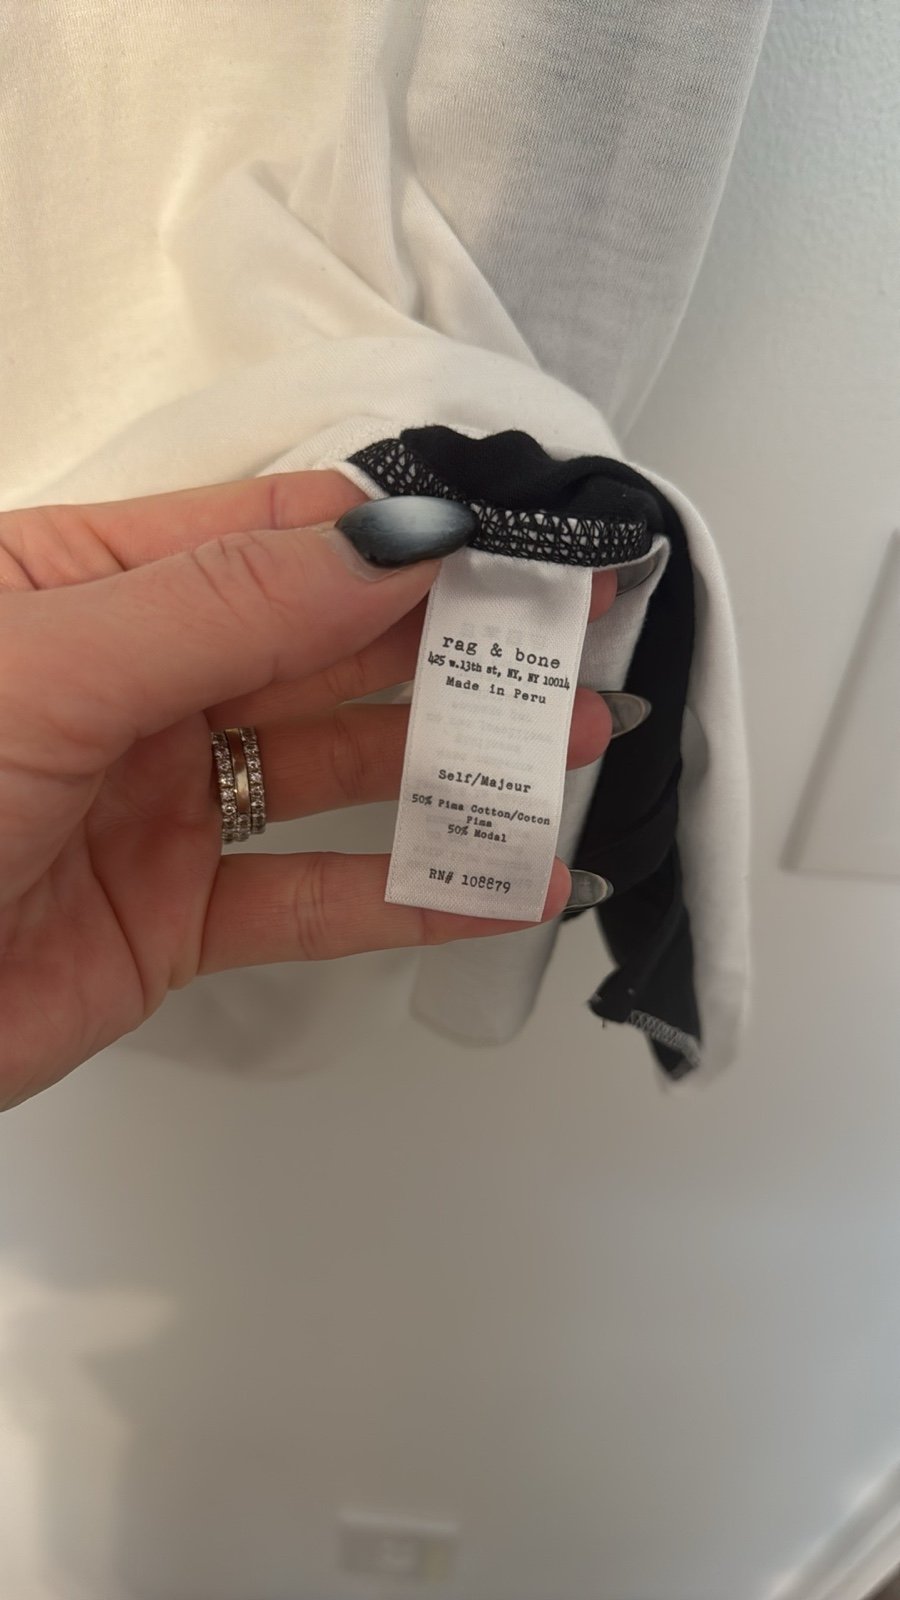 rag & bone
425 w.13th st, NY, NY 10014
Made in Peru
Self/Majeur
50% Pima Cotton/Coton
Pima
50% Modal
RN# 108879